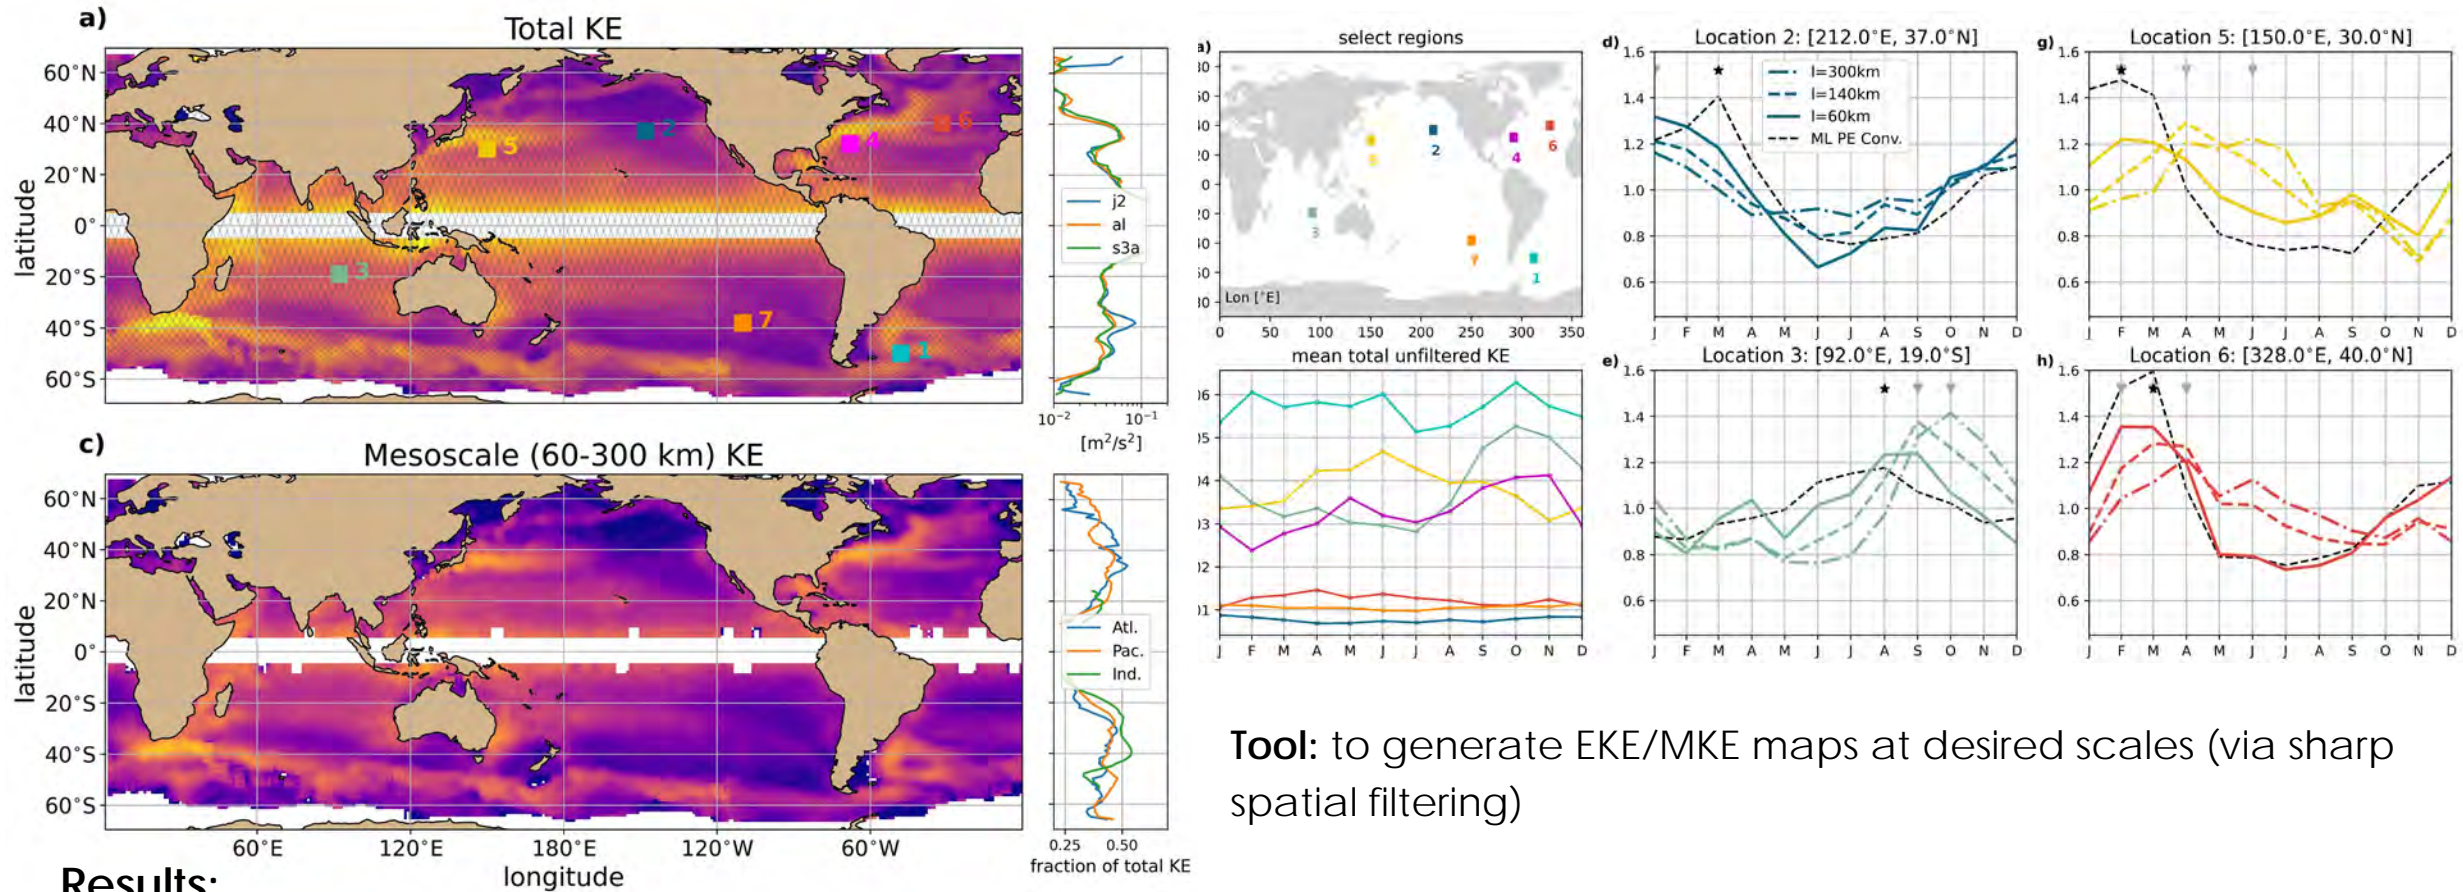 a)
Total KE
60°N
40°N
20°N
0°
20°S
40°S
60°S
latitude
5
2
4
6
3
7
1
j2
al
s3a
10⁻²
10⁻¹
[m²/s²]
c)
Mesoscale (60-300 km) KE
60°N
40°N
20°N
0°
20°S
40°S
60°S
latitude
60°E
120°E
180°E
120°W
60°W
longitude
Atl.
Pac.
Ind.
0.25 0.50
fraction of total KE
select regions
2
4
6
3
7
1
Lon [°E]
0 50 100 150 200 250 300 350
mean total unfiltered KE
J F M A M J J A S O N D
d)
Location 2: [212.0°E, 37.0°N]
1.6
1.4
1.2
1.0
0.8
0.6
l=300km
l=140km
l=60km
ML PE Conv.
J F M A M J J A S O N D
g)
Location 5: [150.0°E, 30.0°N]
1.6
1.4
1.2
1.0
0.8
0.6
J F M A M J J A S O N D
e)
Location 3: [92.0°E, 19.0°S]
1.6
1.4
1.2
1.0
0.8
0.6
J F M A M J J A S O N D
h)
Location 6: [328.0°E, 40.0°N]
1.6
1.4
1.2
1.0
0.8
0.6
J F M A M J J A S O N D
Tool: to generate EKE/MKE maps at desired scales (via sharp
spatial filtering)
Results: